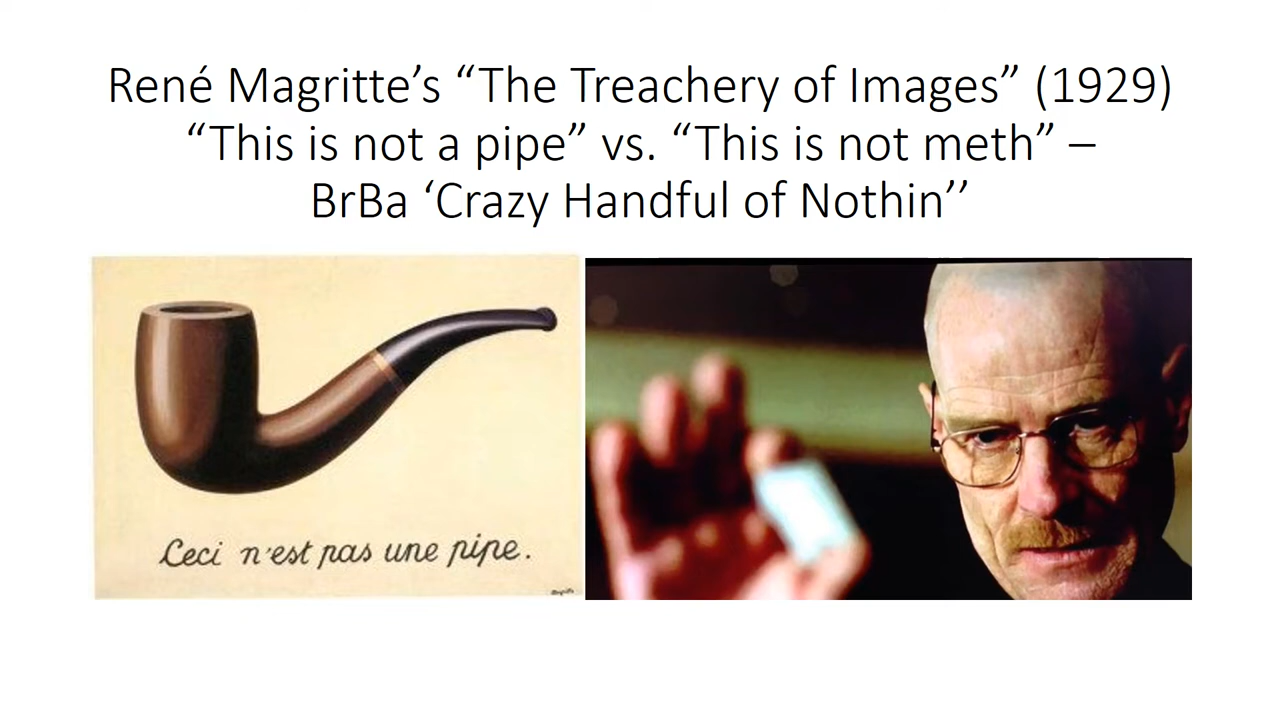 René Magritte’s “The Treachery of Images” (1929)
“This is not a pipe” vs. “This is not meth” –
BrBa ‘Crazy Handful of Nothin’’
Ceci n'est pas une pipe.
Magritte